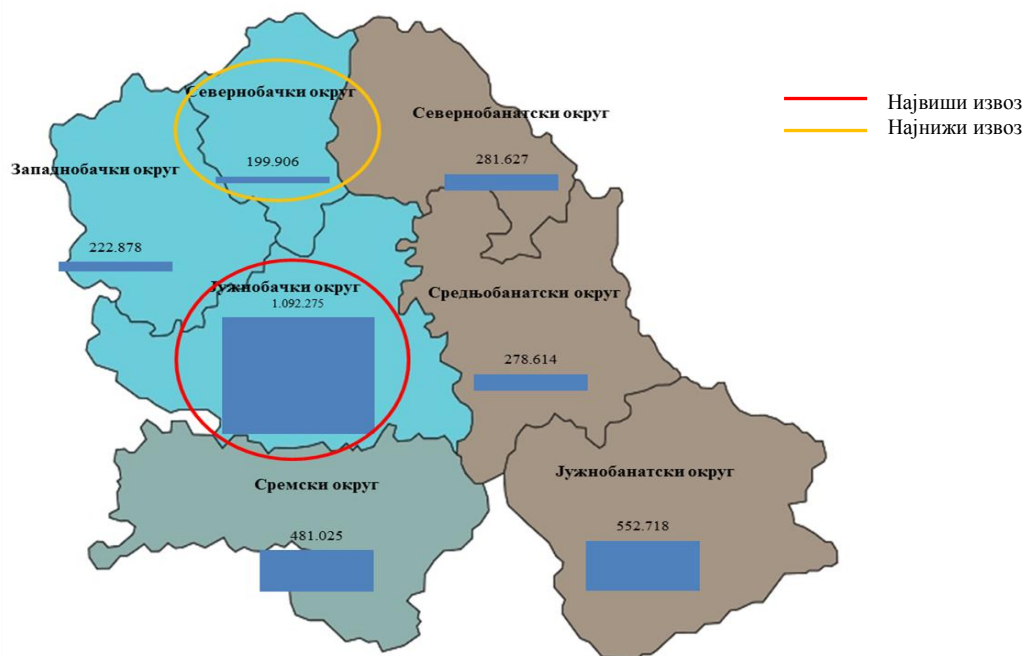 Севернобачки округ
199.906
Севернобанатски округ
281.627
Највиши извоз
Најнижи извоз
Западнобачки округ
222.878
Јужнобачки округ
1.092.275
Средњобанатски округ
278.614
Сремски округ
481.025
Јужнобанатски округ
552.718